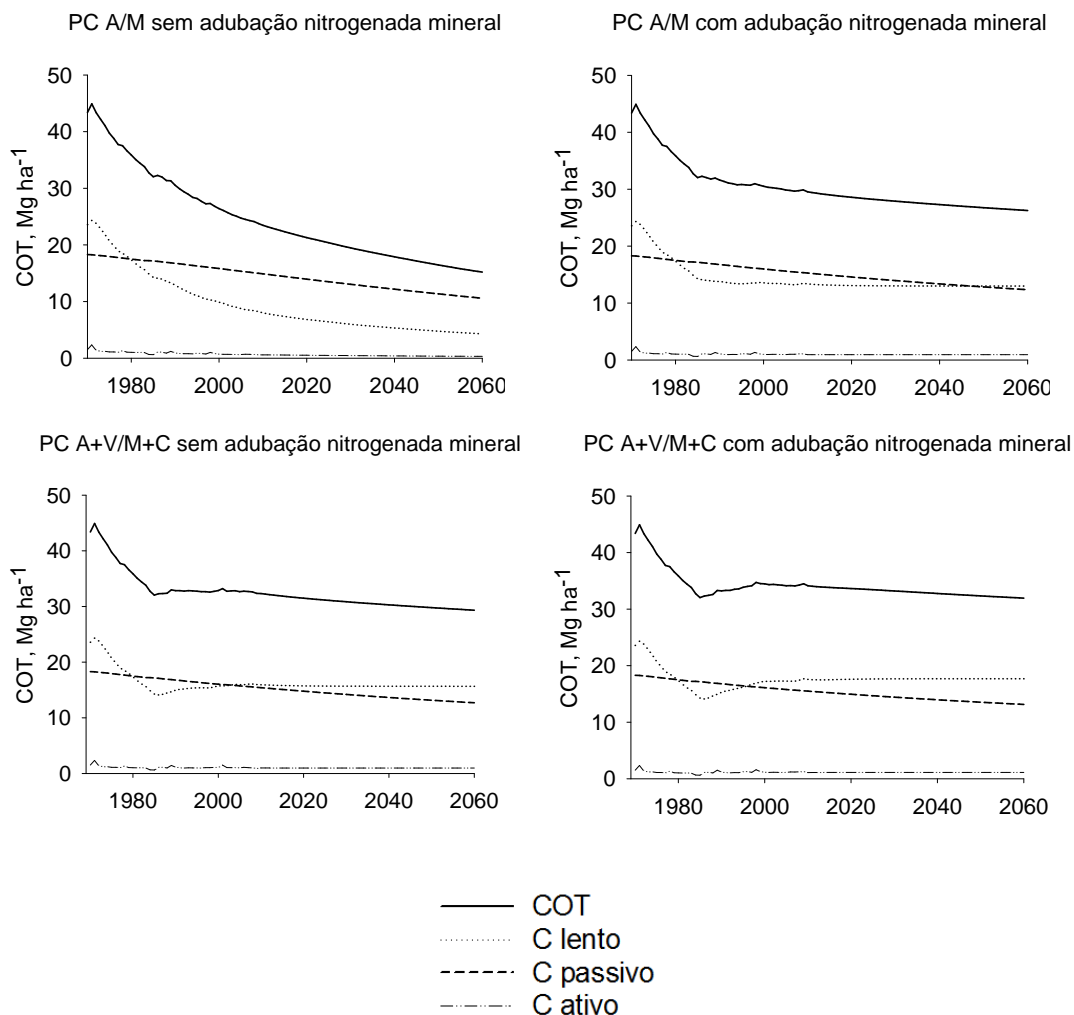 PC A/M sem adubação nitrogenada mineral
PC A/M com adubação nitrogenada mineral
COT, Mg ha-1
50
40
30
20
10
0
1980 2000 2020 2040 2060
COT, Mg ha-1
50
40
30
20
10
0
1980 2000 2020 2040 2060
PC A+V/M+C sem adubação nitrogenada mineral
PC A+V/M+C com adubação nitrogenada mineral
COT, Mg ha-1
50
40
30
20
10
0
1980 2000 2020 2040 2060
COT, Mg ha-1
50
40
30
20
10
0
1980 2000 2020 2040 2060
COT
C lento
C passivo
C ativo